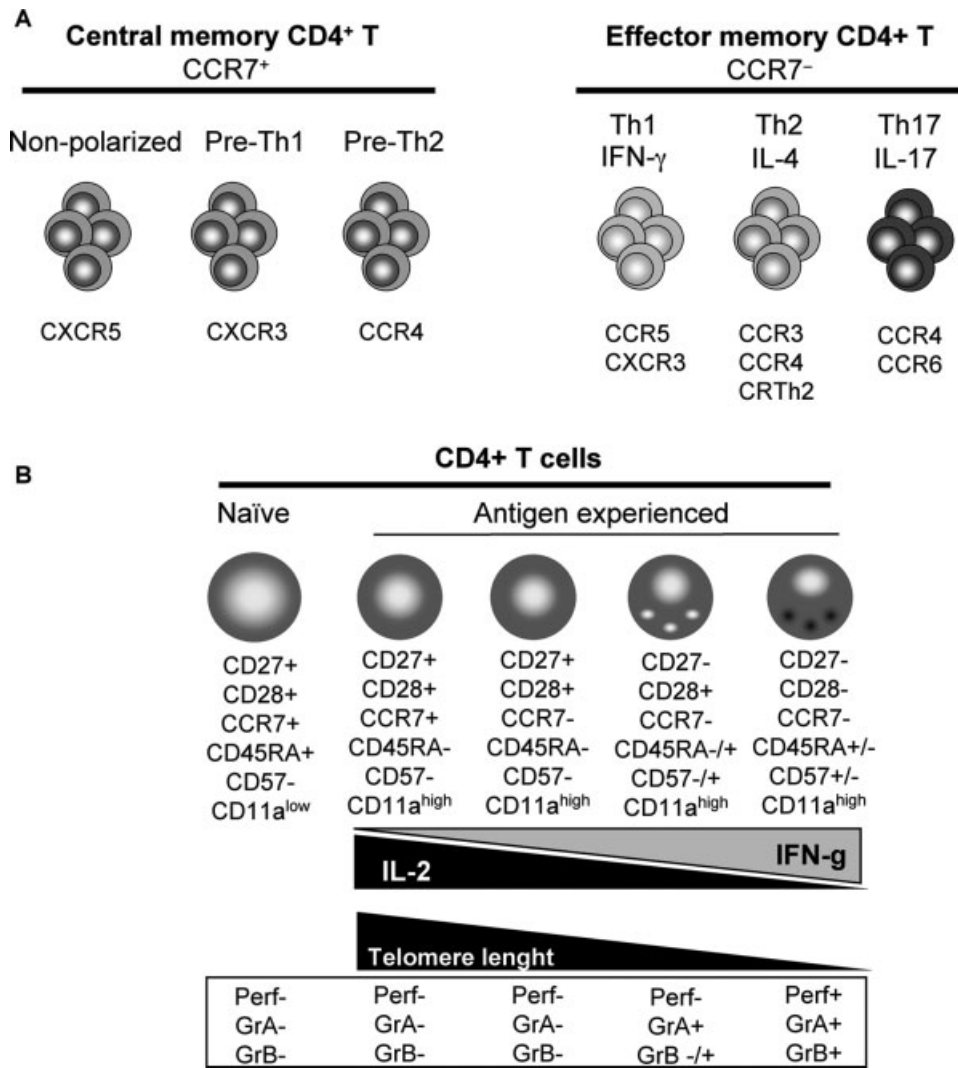 A
Central memory CD4⁺ T
CCR7⁺
Non-polarized Pre-Th1 Pre-Th2
CXCR5 CXCR3 CCR4
Effector memory CD4+ T
CCR7⁻
Th1 Th2 Th17
IFN-γ IL-4 IL-17
CCR5 CCR3 CCR4
CXCR3 CCR4 CCR6
CRTh2
B
CD4+ T cells
Naïve Antigen experienced
CD27+ CD27+ CD27+ CD27- CD27-
CD28+ CD28+ CD28+ CD28+ CD28-
CCR7+ CCR7+ CCR7- CCR7- CCR7-
CD45RA+ CD45RA- CD45RA- CD45RA-/+ CD45RA+/-
CD57- CD57- CD57- CD57-/+ CD57+/-
CD11a^low CD11a^high CD11a^high CD11a^high CD11a^high
IFN-g
IL-2
Telomere lenght
Perf- Perf- Perf- Perf- Perf+
GrA- GrA- GrA- GrA+ GrA+
GrB- GrB- GrB- GrB -/+ GrB+